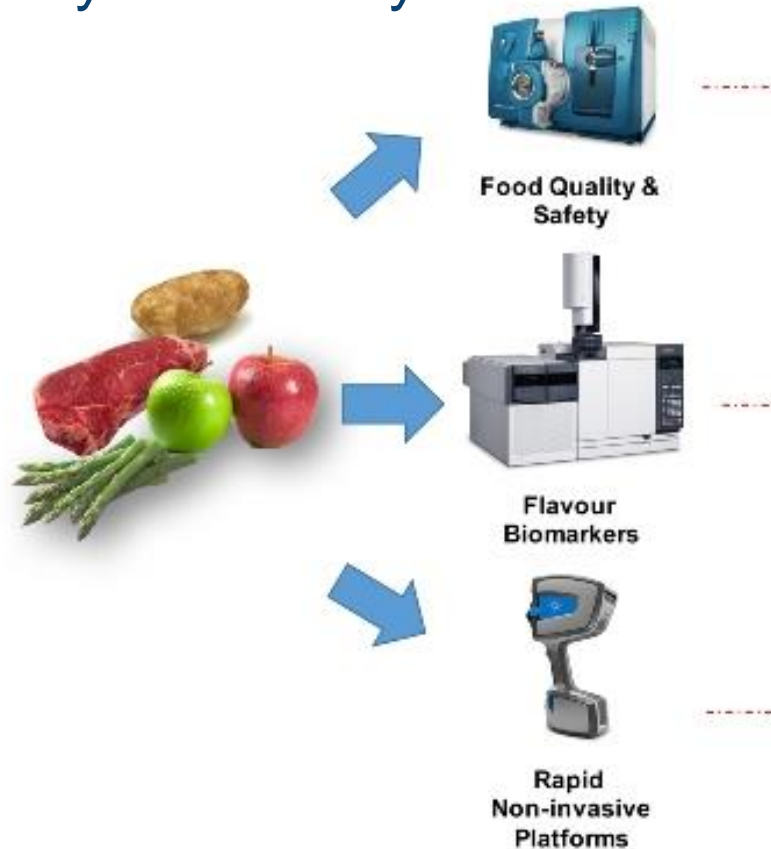 Food Quality &
Safety
Flavour
Biomarkers
Rapid
Non-invasive
Platforms